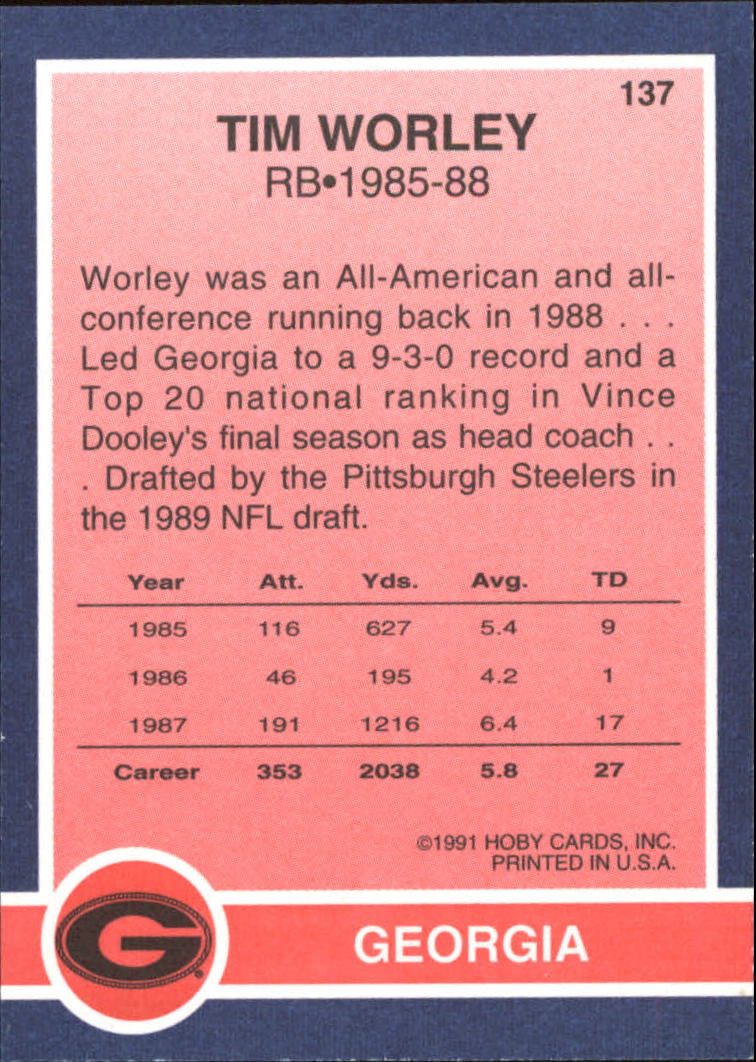 137
TIM WORLEY
RB•1985-88
Worley was an All-American and all-
conference running back in 1988 . . .
Led Georgia to a 9-3-0 record and a
Top 20 national ranking in Vince
Dooley's final season as head coach . .
. Drafted by the Pittsburgh Steelers in
the 1989 NFL draft.
Year Att. Yds. Avg. TD
1985 116 627 5.4 9
1986 46 195 4.2 1
1987 191 1216 6.4 17
Career 353 2038 5.8 27
©1991 HOBY CARDS, INC.
PRINTED IN U.S.A.
G ®
GEORGIA